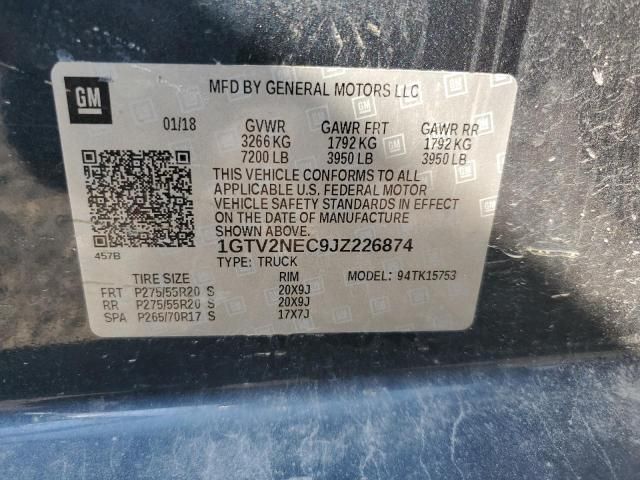 GM
MFD BY GENERAL MOTORS LLC
01/18 GVWR GAWR FRT GAWR RR
3266 KG 1792 KG 1792 KG
7200 LB 3950 LB 3950 LB
THIS VEHICLE CONFORMS TO ALL
APPLICABLE U.S. FEDERAL MOTOR
VEHICLE SAFETY STANDARDS IN EFFECT
ON THE DATE OF MANUFACTURE
SHOWN ABOVE.
457B 1GTV2NEC9JZ226874
TYPE: TRUCK
TIRE SIZE RIM MODEL: 94TK15753
FRT P275/55R20 S 20X9J
RR P275/55R20 S 20X9J
SPA P265/70R17 S 17X7J